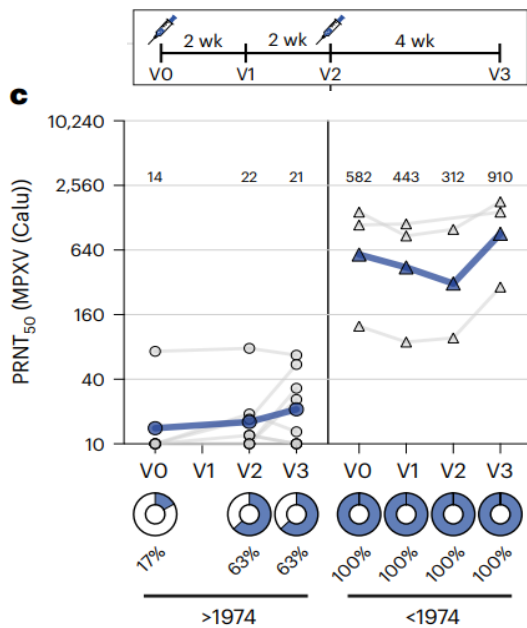 2 wk 2 wk 4 wk
V0 V1 V2 V3
c
10,240
2,560
640
160
40
10
PRNT50 (MPXV (Calu))
14 22 21 582 443 312 910
V0 V1 V2 V3 V0 V1 V2 V3
17% 63% 63% 100% 100% 100% 100%
>1974 <1974